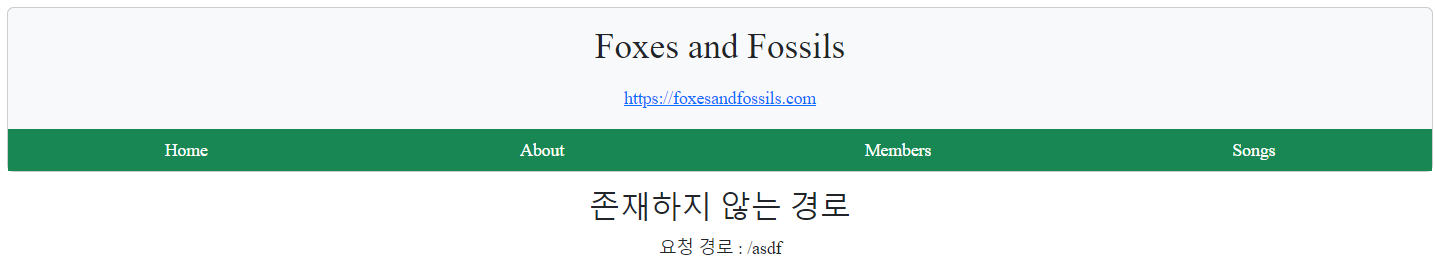 Foxes and Fossils
https://foxesandfossils.com
Home About Members Songs
존재하지 않는 경로
요청 경로 : /asdf